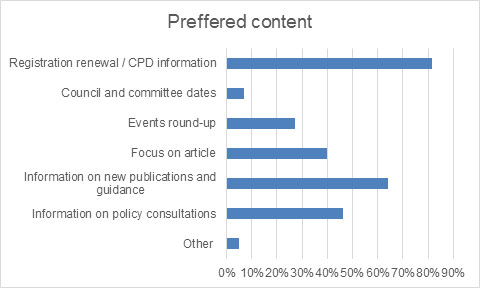 Preffered content
Registration renewal / CPD information
Council and committee dates
Events round-up
Focus on article
Information on new publications and
guidance
Information on policy consultations
Other
0% 10% 20% 30% 40% 50% 60% 70% 80% 90%